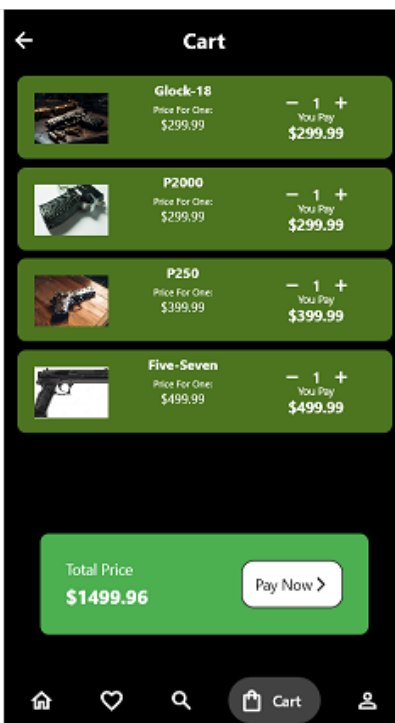 Cart
Glock-18
Price For One:
$299.99
1
You Pay
$299.99
P2000
Price For One:
$299.99
1
You Pay
$299.99
P250
Price For One:
$399.99
1
You Pay
$399.99
Five-Seven
Price For One:
$499.99
1
You Pay
$499.99
Total Price
$1499.96
Pay Now
Cart